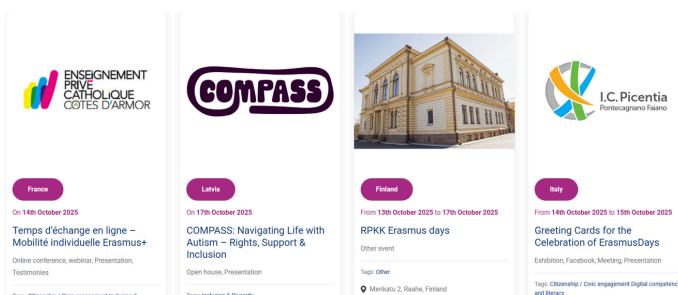 ENSEIGNEMENT
PRIVÉ
CATHOLIQUE
CÔTES D'ARMOR
France
On 14th October 2025
Temps d'échange en ligne –
Mobilité individuelle Erasmus+
Online conference, webinar, Presentation,
Testimonies
COMPASS
Latvia
On 17th October 2025
COMPASS: Navigating Life with
Autism – Rights, Support &
Inclusion
Open house, Presentation
Finland
From 13th October 2025 to 17th October 2025
RPKK Erasmus days
Other event
Tags: Other
Merikatu 2, Raahe, Finland
I.C. Picentia
Pontecagnano Faiano
Italy
From 14th October 2025 to 15th October 2025
Greeting Cards for the
Celebration of ErasmusDays
Exhibition, Facebook, Meeting, Presentation
Tags: Citizenship / Civic engagement Digital competenc
and literacy